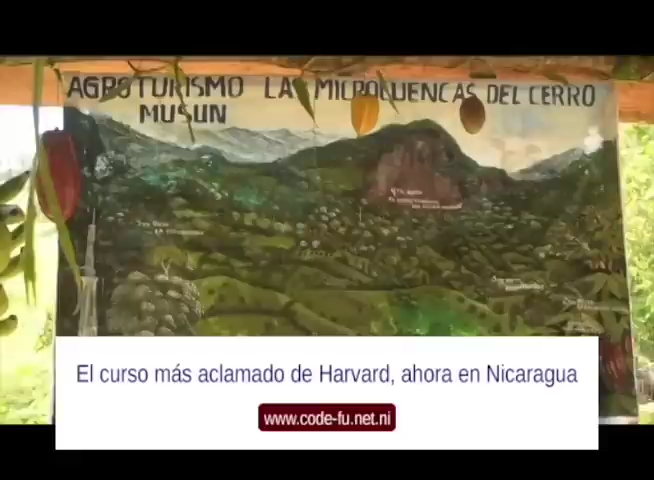 AGROTURISMO LAS MICROCUENCAS DEL CERRO
MUSUN
El curso más aclamado de Harvard, ahora en Nicaragua
www.code-fu.net.ni